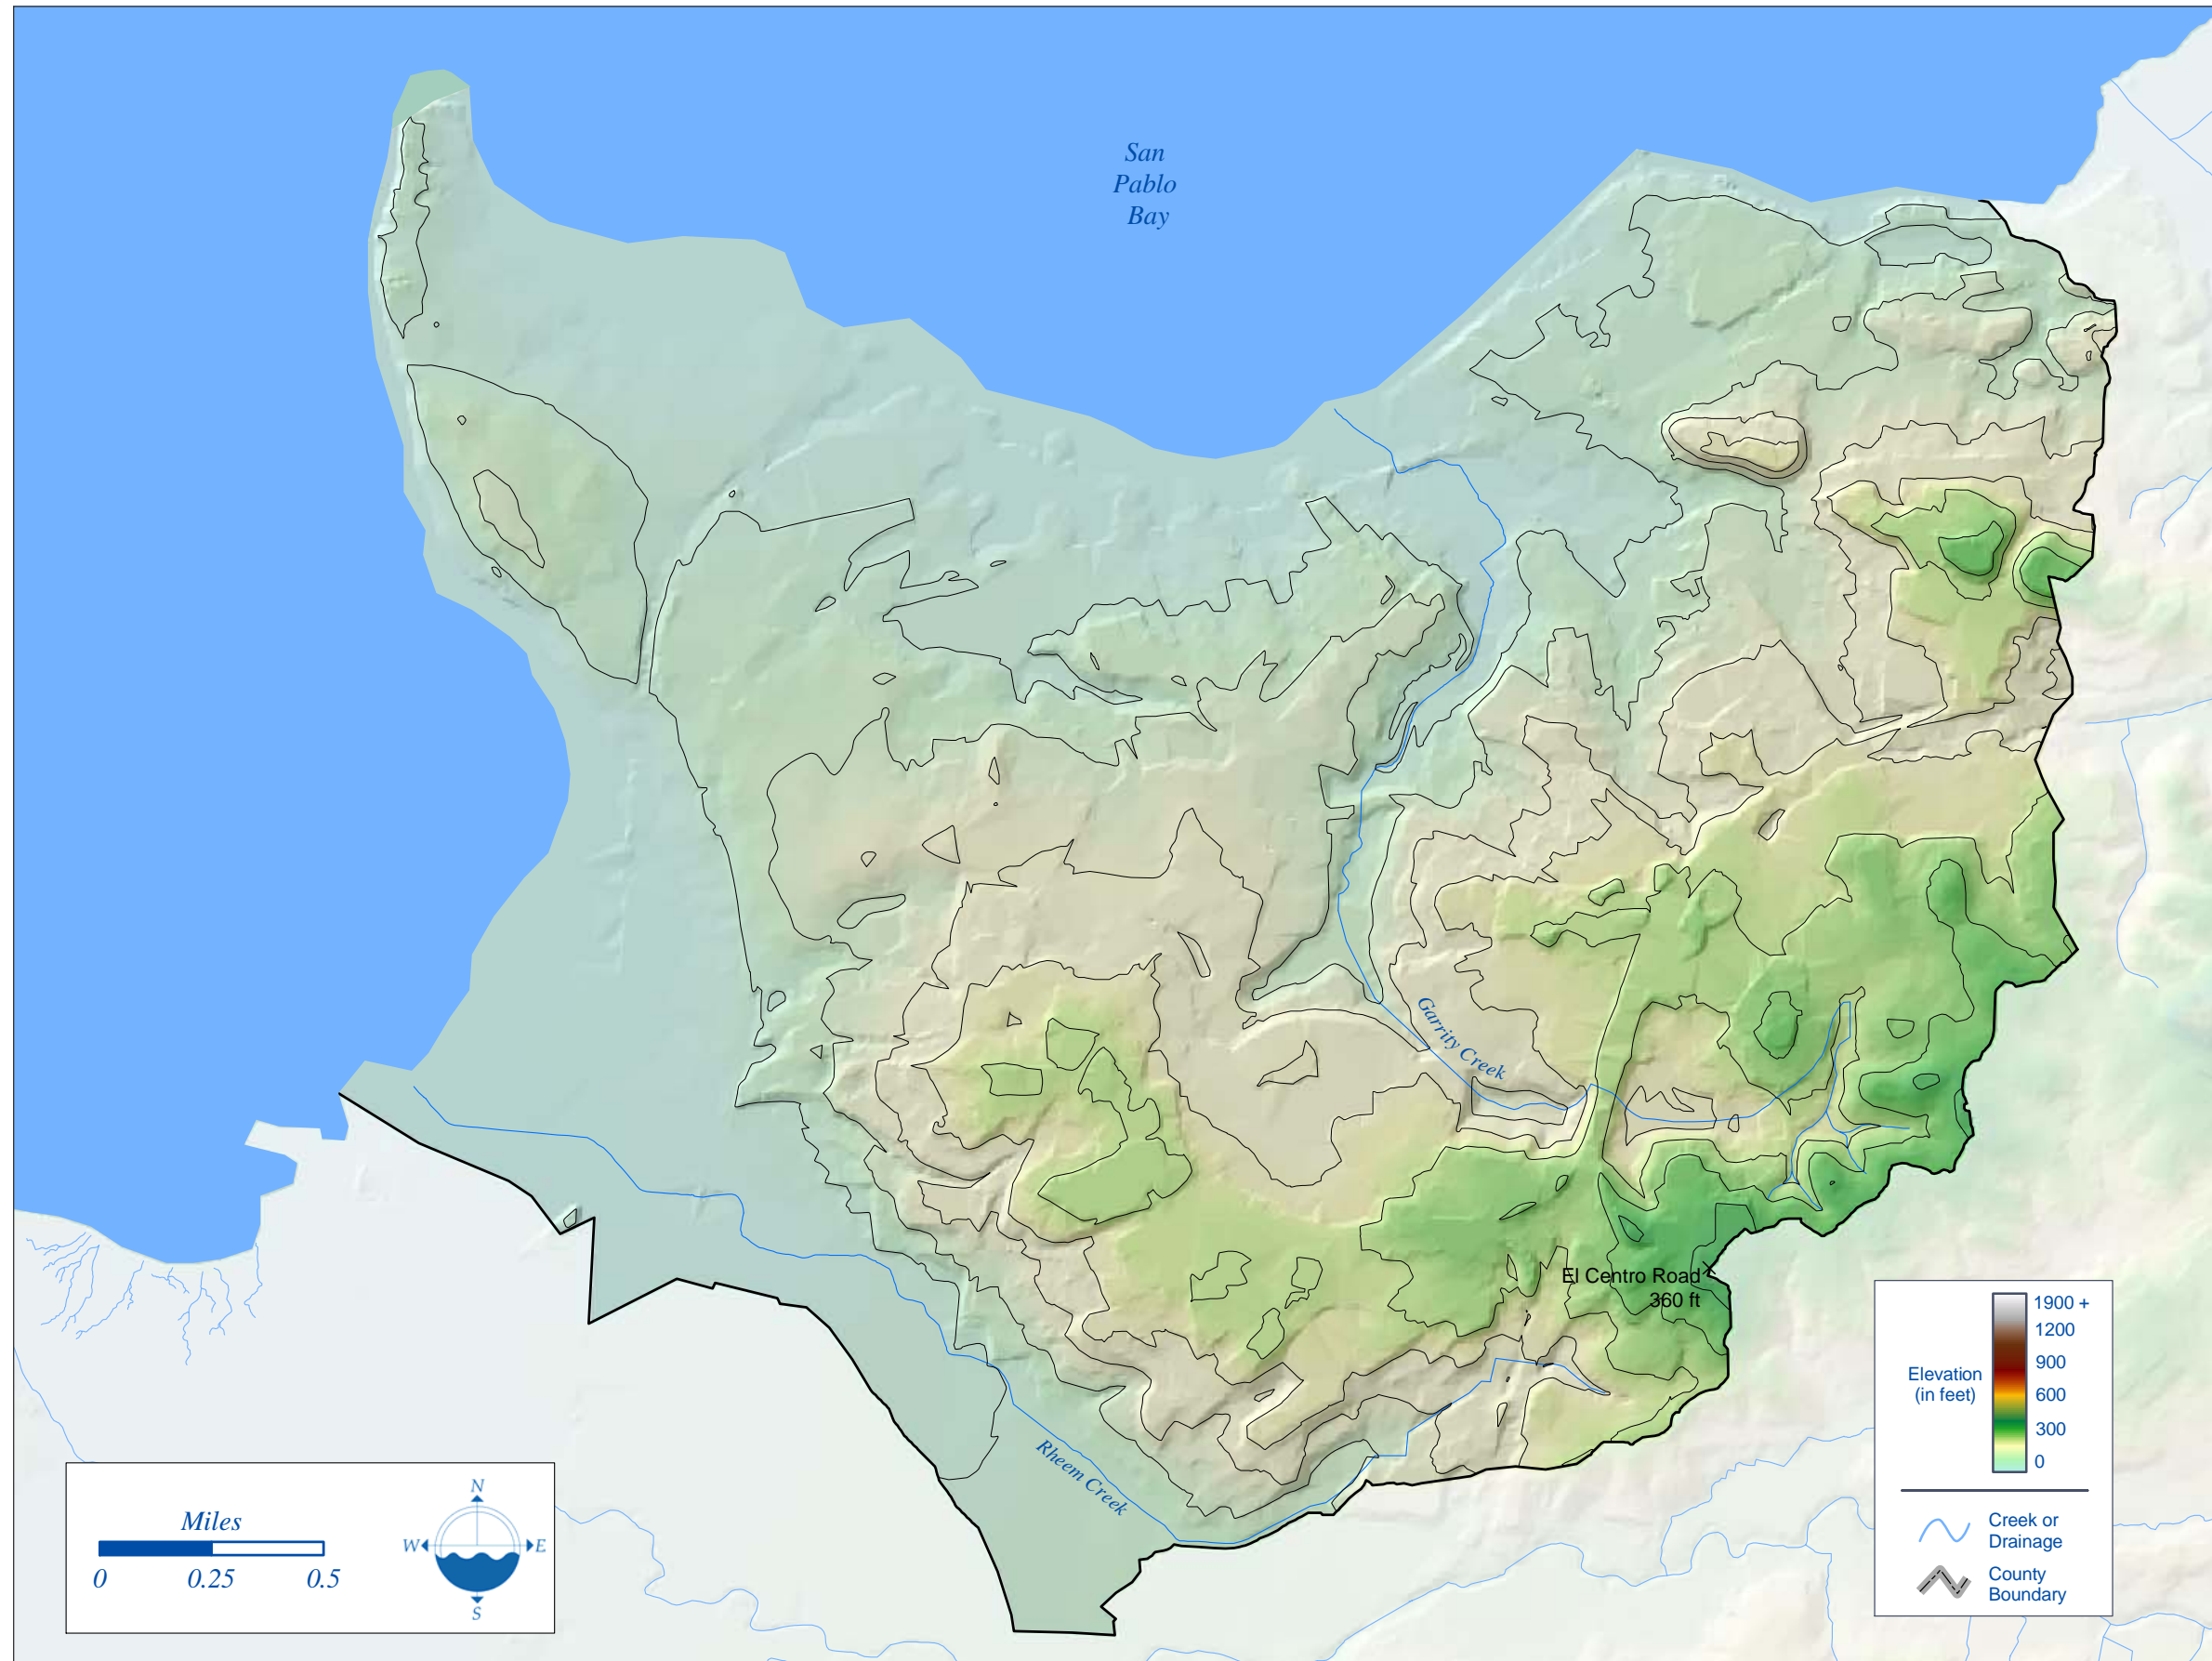 San
Pablo
Bay
Garrity Creek
El Centro Road
360 ft
Rheem Creek
Miles
0 0.25 0.5
N
W E
S
Elevation
(in feet)
1900 +
1200
900
600
300
0
Creek or
Drainage
County
Boundary